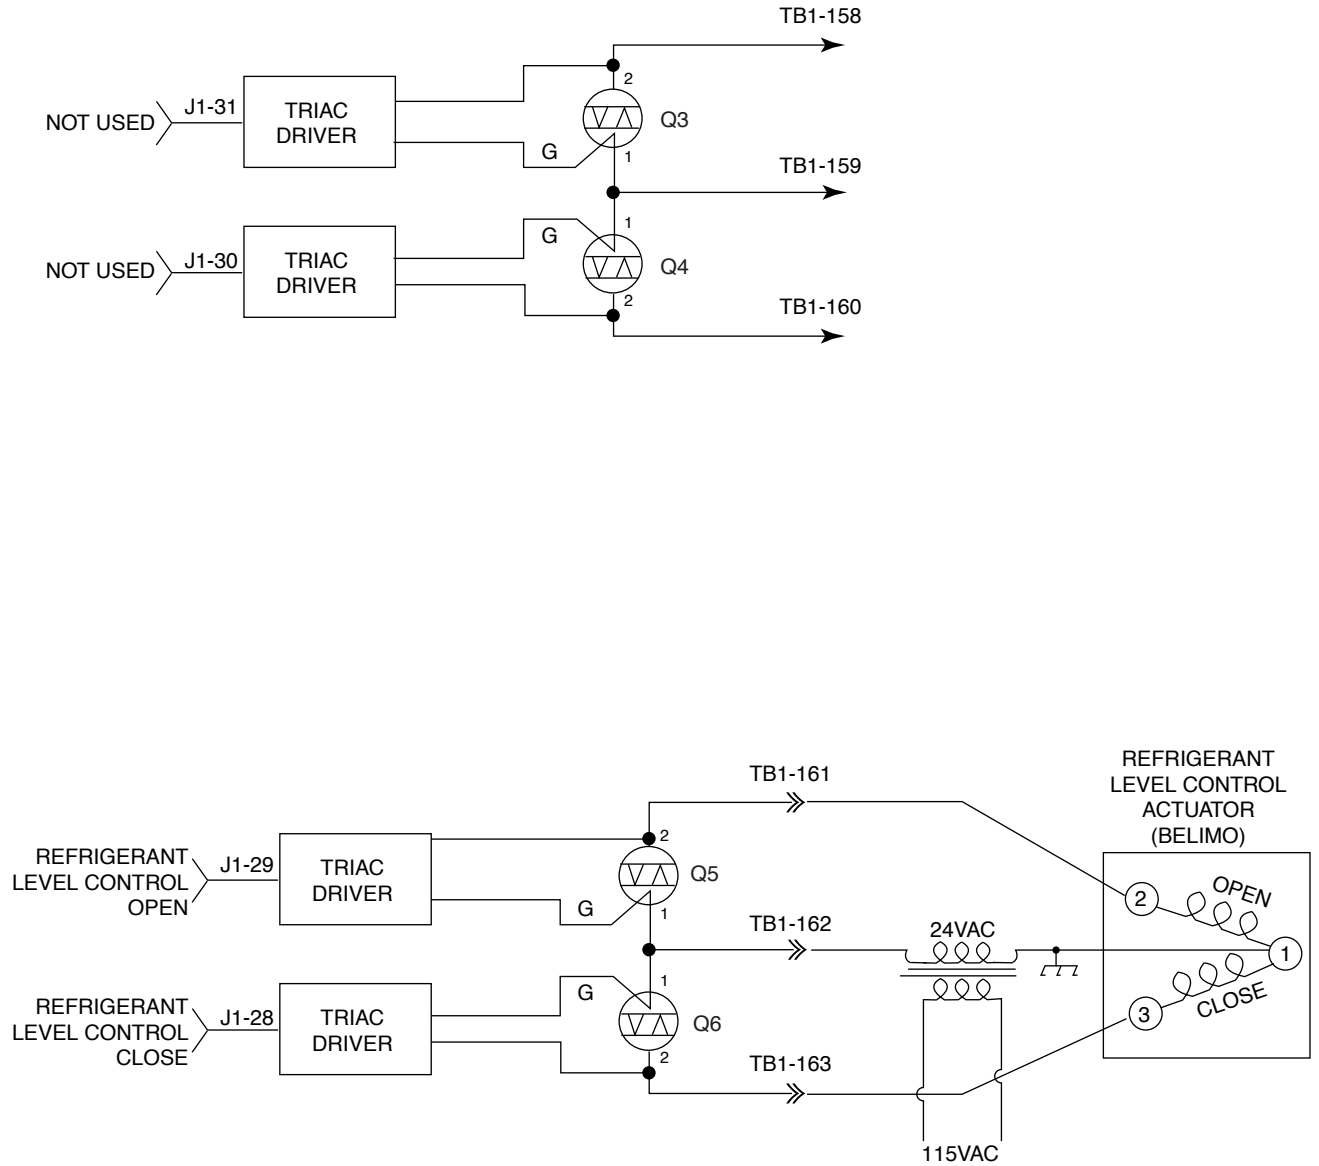 TB1-158
2
J1-31
NOT USED
TRIAC
DRIVER
Q3
G
1
TB1-159
1
G
J1-30
NOT USED
TRIAC
DRIVER
Q4
2
TB1-160
REFRIGERANT
LEVEL CONTROL
ACTUATOR
(BELIMO)
TB1-161
2
REFRIGERANT
LEVEL CONTROL
OPEN
J1-29
TRIAC
DRIVER
Q5
G
1
2
OPEN
TB1-162
24VAC
1
1
G
REFRIGERANT
LEVEL CONTROL
CLOSE
J1-28
TRIAC
DRIVER
Q6
2
3
CLOSE
TB1-163
115VAC